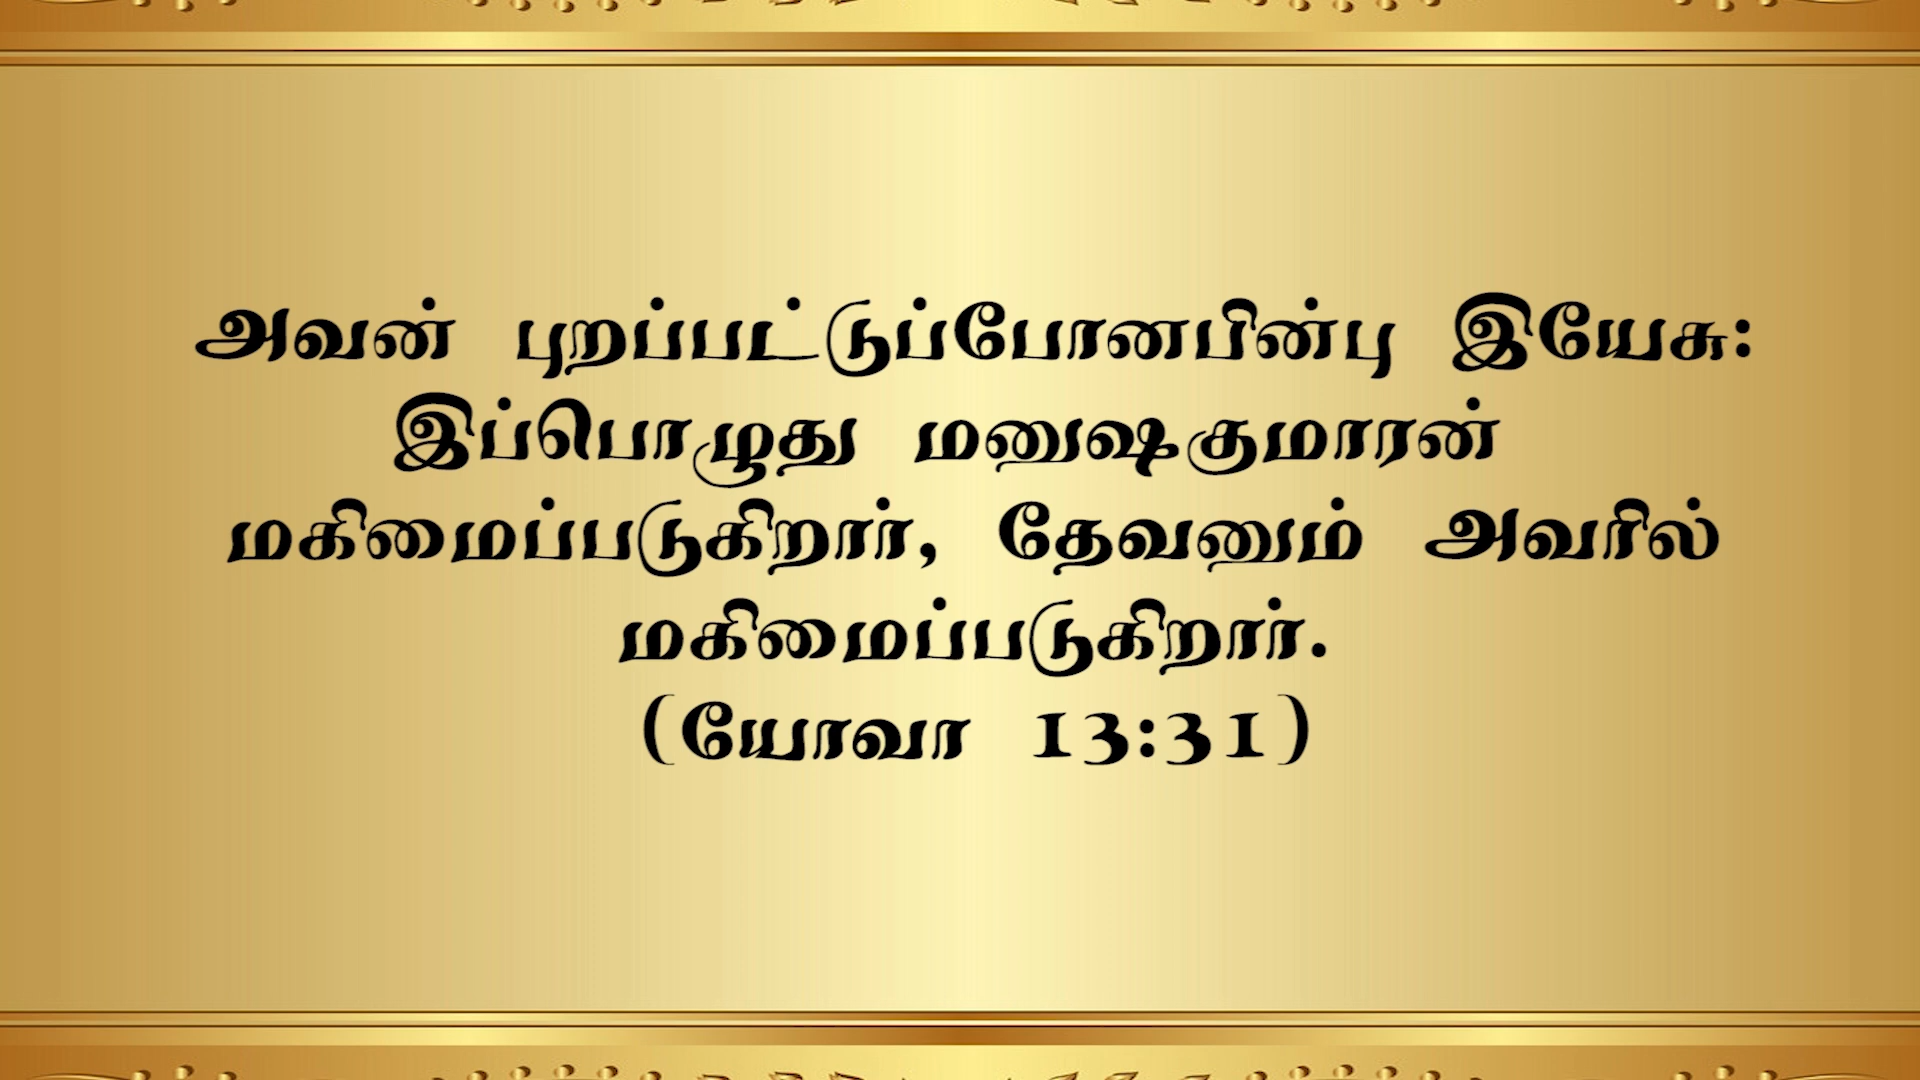 அவன் புறப்பட்டுப்போனபின்பு இயேசு:
இப்பொழுது மனுஷகுமாரன்
மகிமைப்படுகிறார், தேவனும் அவரில்
மகிமைப்படுகிறார்.
(யோவா 13:31)